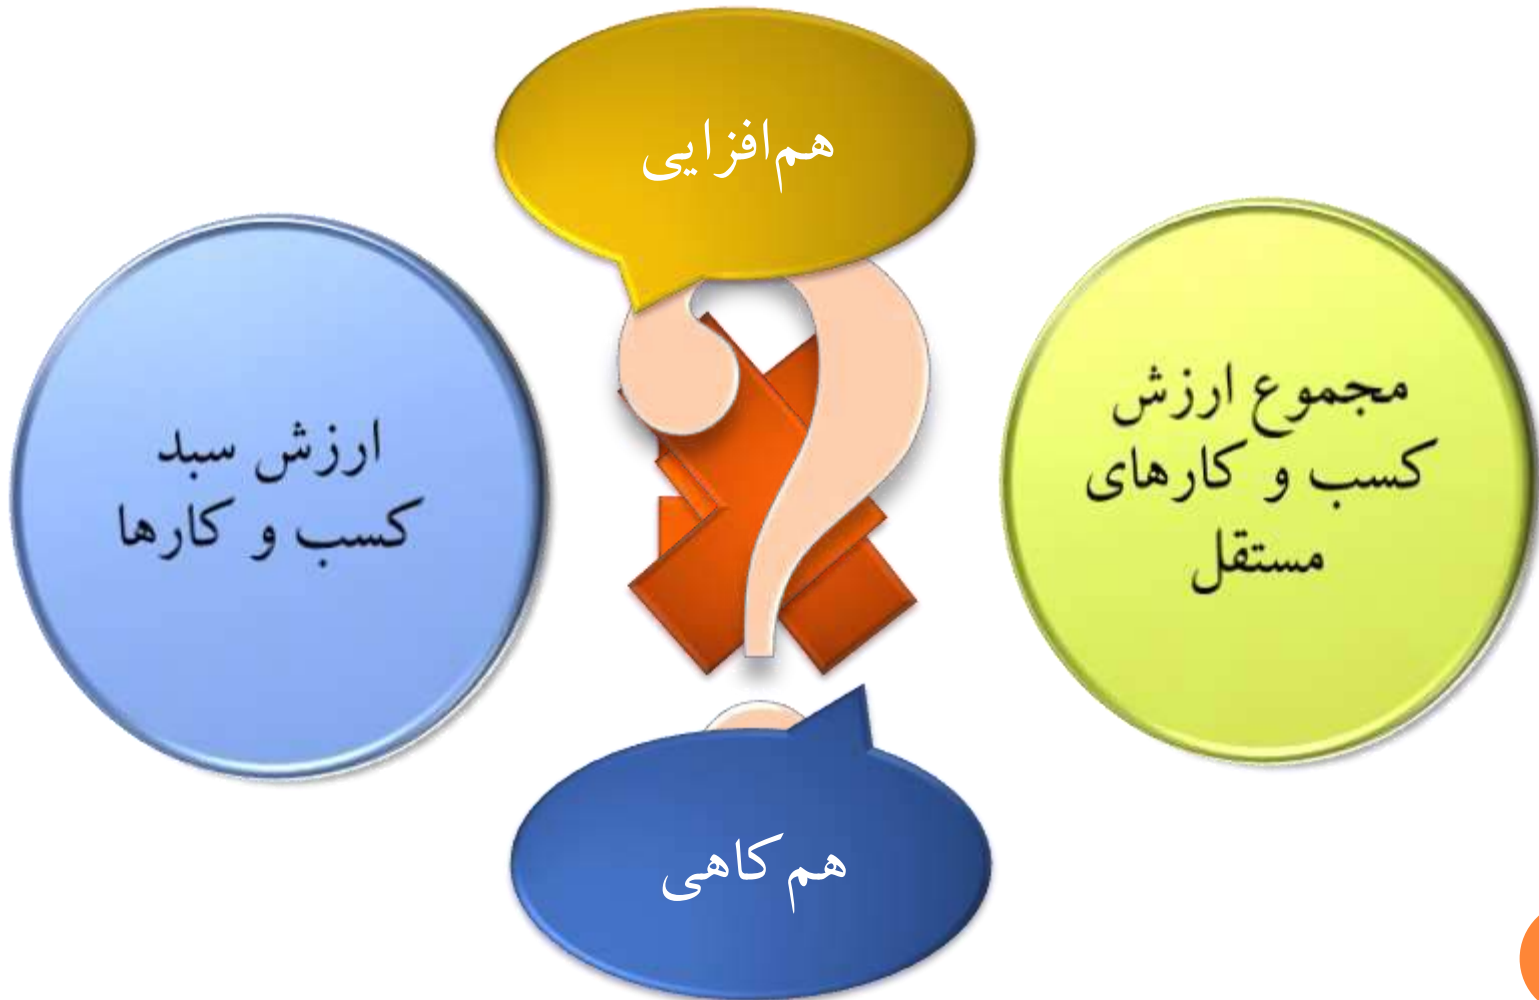 هم‌افزایی
مجموع ارزش
کسب و کارهای
مستقل
ارزش سبد
کسب و کارها
هم‌کاهی